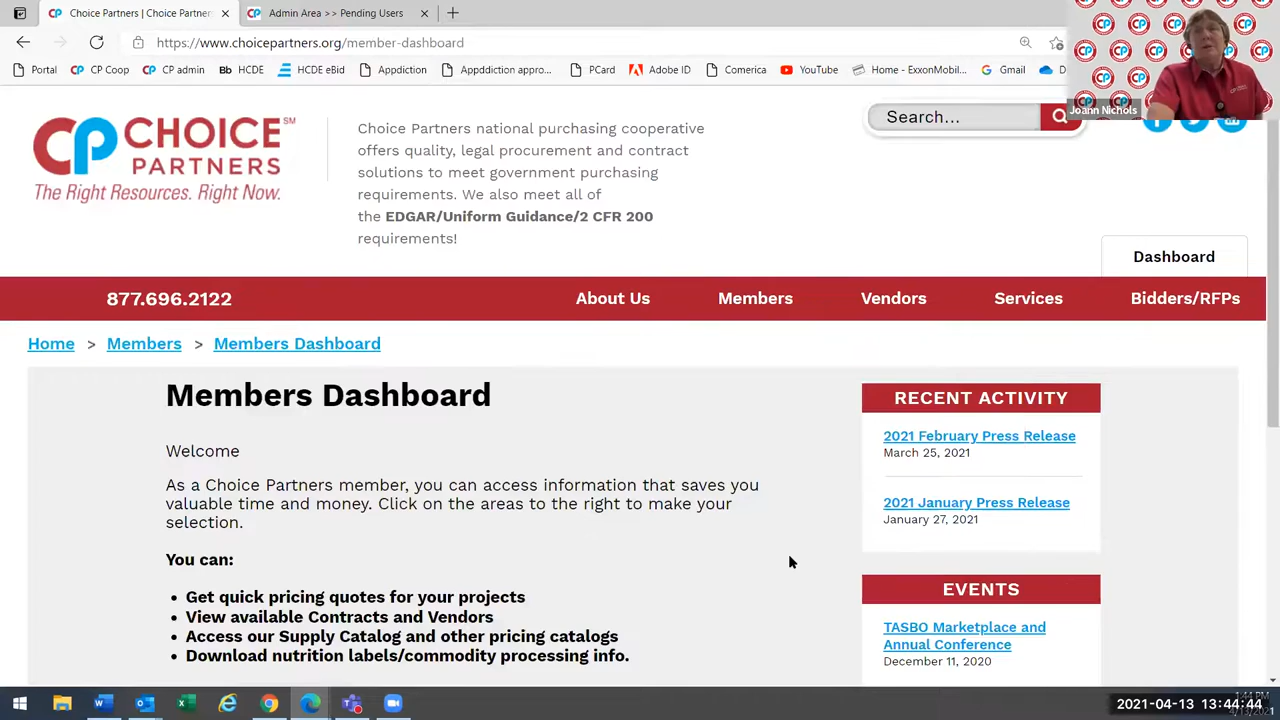 Choice Partners | Choice Partner
Admin Area >> Pending Users
https://www.choicepartners.org/member-dashboard
Portal
CP Coop
CP admin
Bb HCDE
HCDE eBid
Appdiction
Appddiction appro...
PCard
Adobe ID
Comerica
YouTube
Home - ExxonMobil...
Gmail
Joann Nichols
CP CHOICE PARTNERS SM
The Right Resources. Right Now.
Choice Partners national purchasing cooperative
offers quality, legal procurement and contract
solutions to meet government purchasing
requirements. We also meet all of
the EDGAR/Uniform Guidance/2 CFR 200
requirements!
Search...
Dashboard
877.696.2122
About Us
Members
Vendors
Services
Bidders/RFPs
Home > Members > Members Dashboard
Members Dashboard
Welcome
As a Choice Partners member, you can access information that saves you
valuable time and money. Click on the areas to the right to make your
selection.
You can:
• Get quick pricing quotes for your projects
• View available Contracts and Vendors
• Access our Supply Catalog and other pricing catalogs
• Download nutrition labels/commodity processing info.
RECENT ACTIVITY
2021 February Press Release
March 25, 2021
2021 January Press Release
January 27, 2021
EVENTS
TASBO Marketplace and
Annual Conference
December 11, 2020
2021-04-13 13:44:44